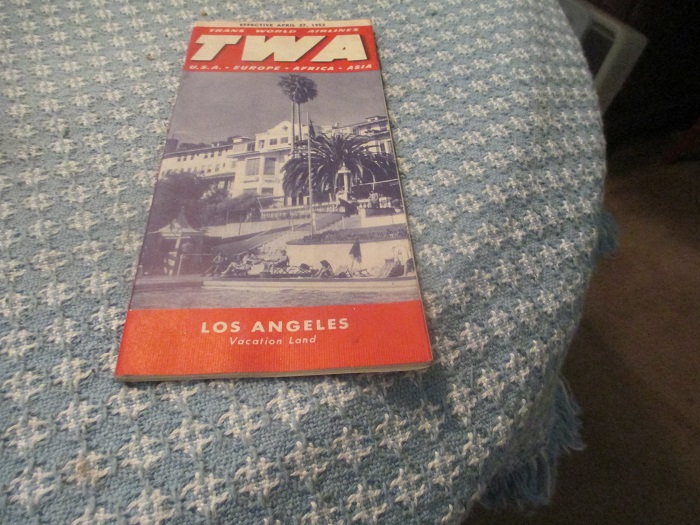 EFFECTIVE APRIL 27, 1952
TRANS WORLD AIRLINES
TWA
U.S.A. • EUROPE • AFRICA • ASIA
LOS ANGELES
Vacation Land